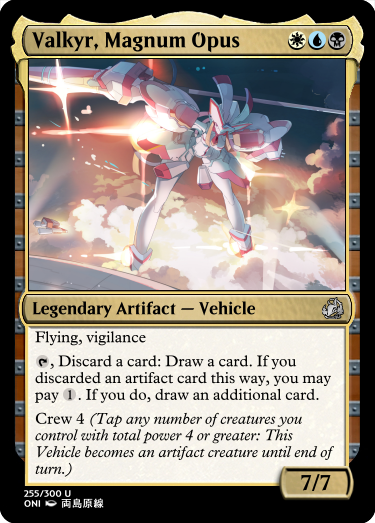 Valkyr, Magnum Opus
Legendary Artifact — Vehicle
Flying, vigilance
, Discard a card: Draw a card. If you
discarded an artifact card this way, you may
pay 1. If you do, draw an additional card.
Crew 4 (Tap any number of creatures you
control with total power 4 or greater: This
Vehicle becomes an artifact creature until end
of turn.)
7/7
255/300 U
ONI 両島原線